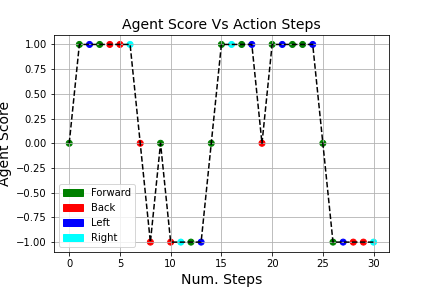 Agent Score Vs Action Steps
1.00
0.75
0.50
0.25
0.00
−0.25
−0.50
−0.75
−1.00
Agent Score
Forward
Back
Left
Right
0 5 10 15 20 25 30
Num. Steps